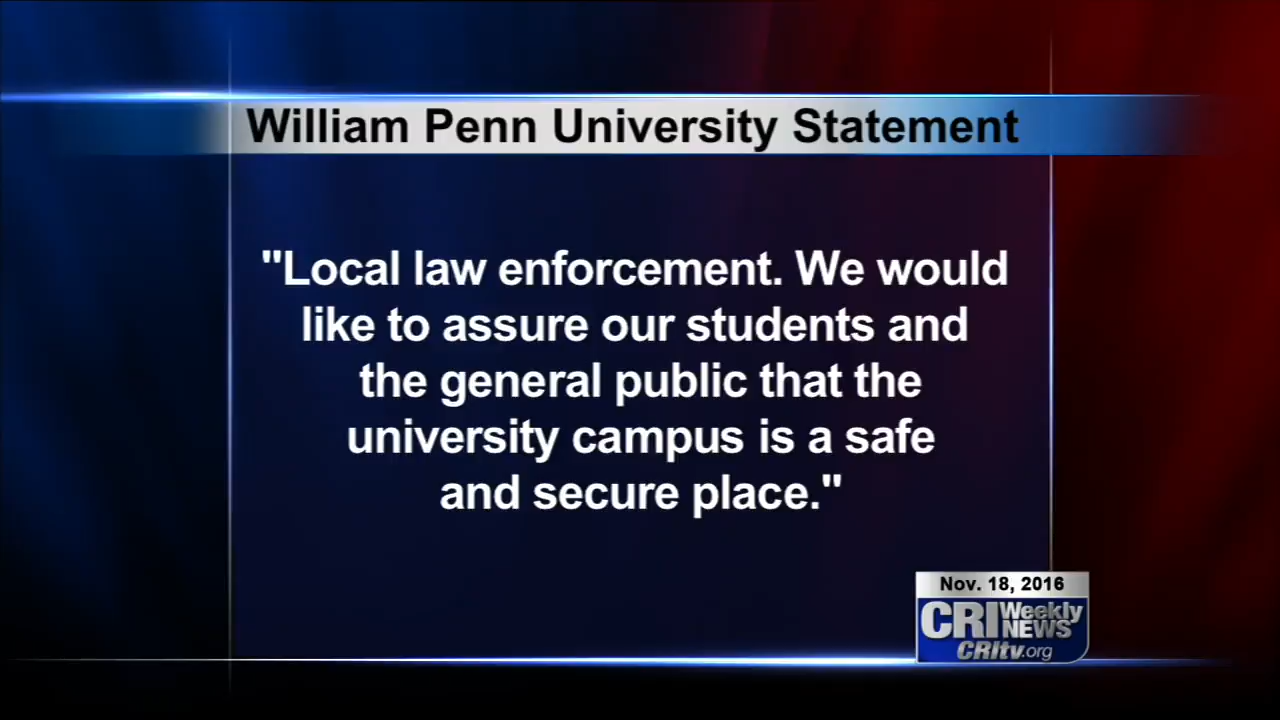 William Penn University Statement
"Local law enforcement. We would
like to assure our students and
the general public that the
university campus is a safe
and secure place."
Nov. 18, 2016
CRI Weekly
NEWS
CRItv.org